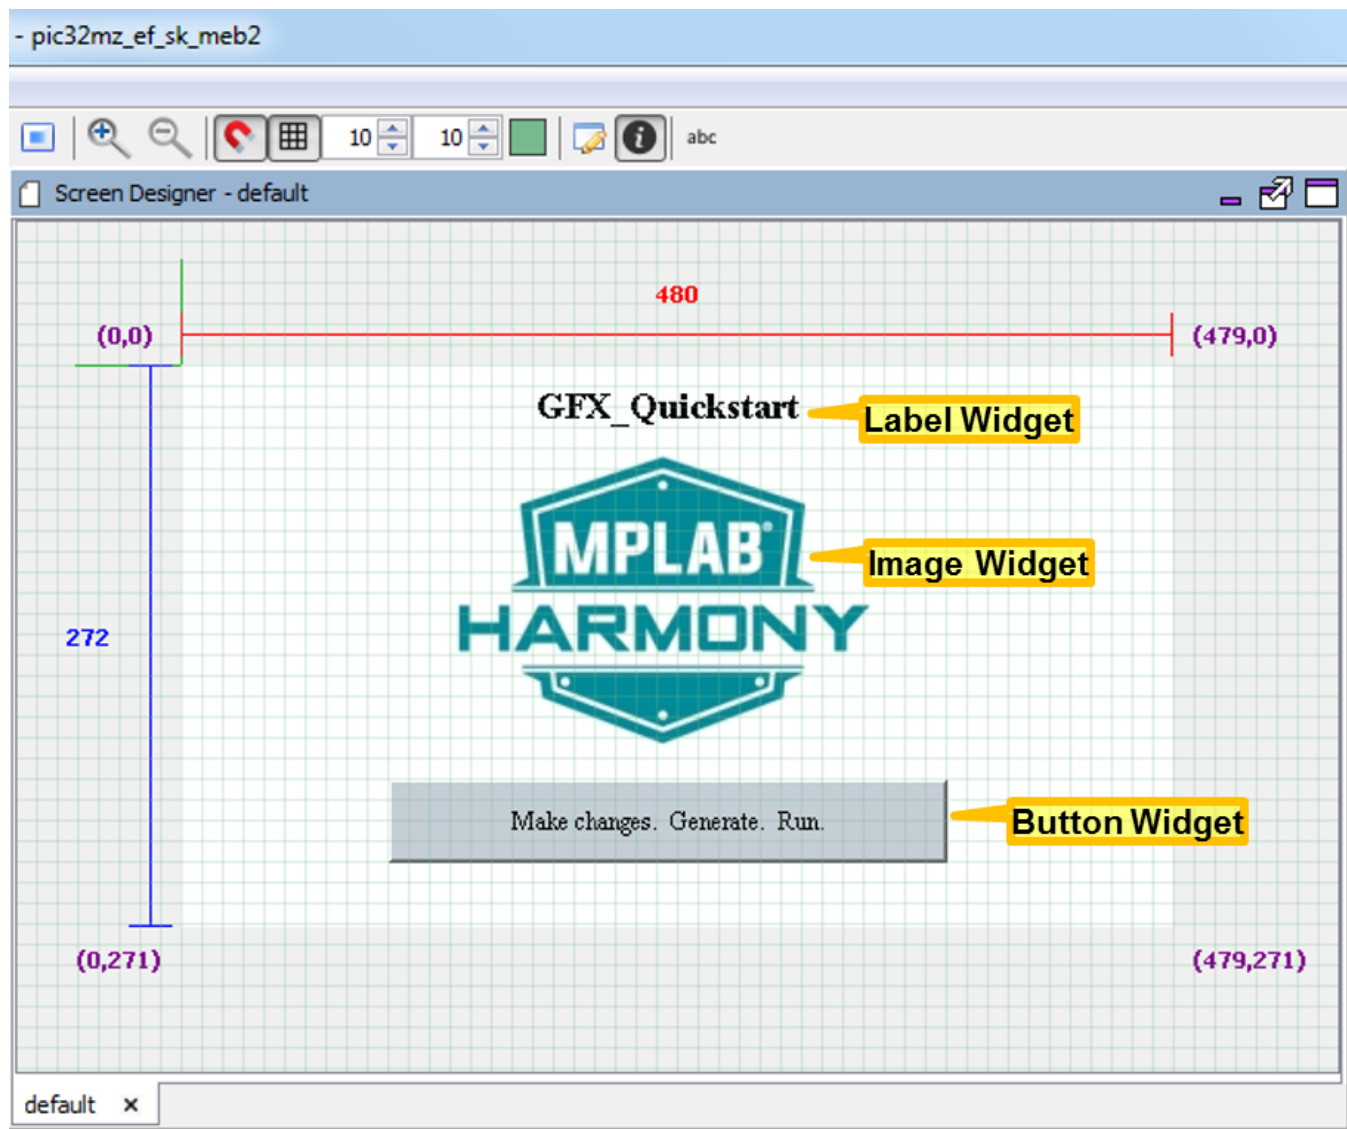 - pic32mz_ef_sk_meb2
10 10 abc
Screen Designer - default
480
(0,0) (479,0)
GFX_Quickstart
Label Widget
MPLAB®
Image Widget
HARMONY
272
Make changes. Generate. Run.
Button Widget
(0,271) (479,271)
default x